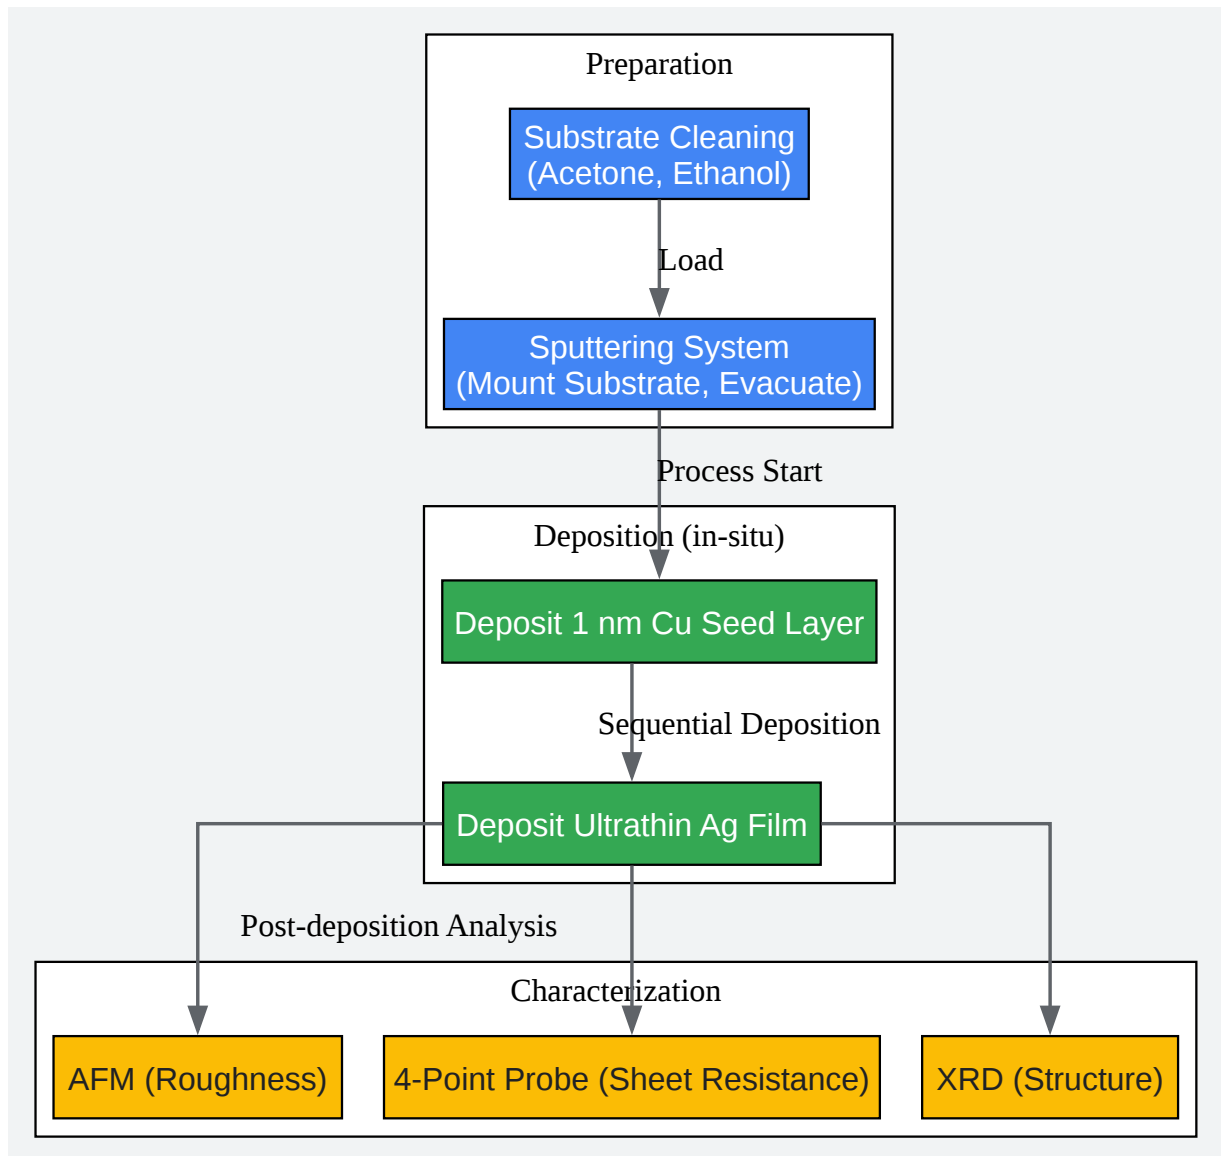 Preparation
Substrate Cleaning
(Acetone, Ethanol)
Load
Sputtering System
(Mount Substrate, Evacuate)
Process Start
Deposition (in-situ)
Deposit 1 nm Cu Seed Layer
Sequential Deposition
Deposit Ultrathin Ag Film
Post-deposition Analysis
Characterization
AFM (Roughness)
4-Point Probe (Sheet Resistance)
XRD (Structure)